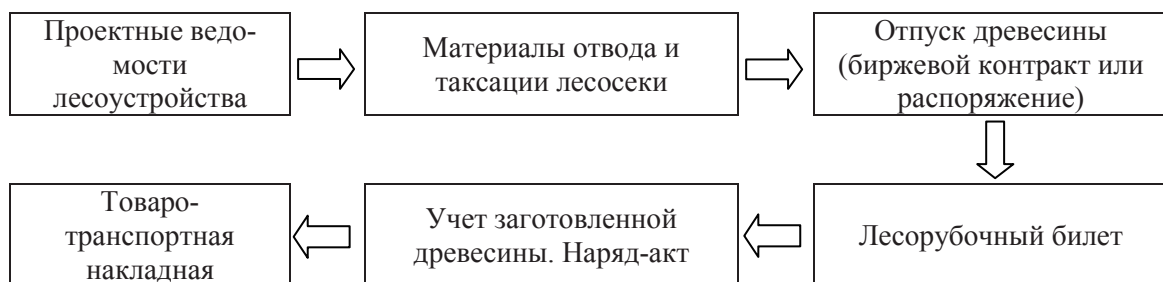 Проектные ведо-
мости
лесоустройства
Материалы отвода и
таксации лесосеки
Отпуск древесины
(биржевой контракт или
распоряжение)
Лесорубочный билет
Учет заготовленной
древесины. Наряд-акт
Товаро-
транспортная
накладная